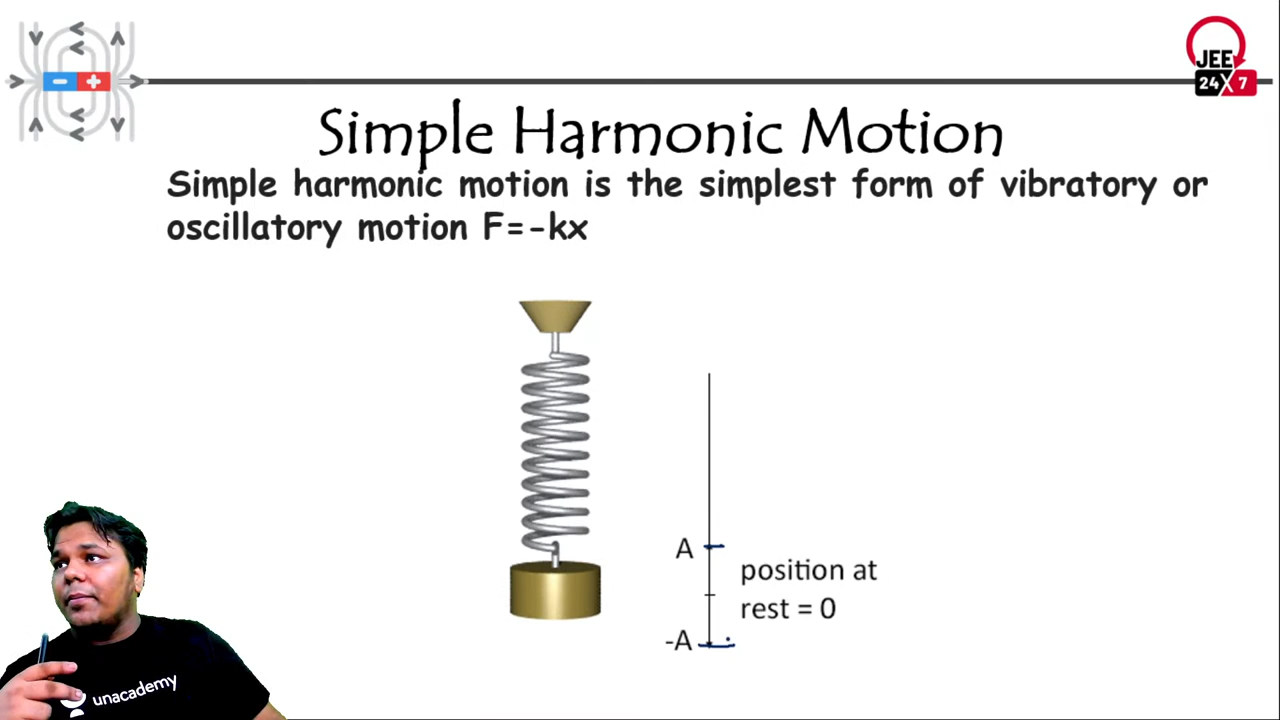 JEE
24X7
- +
Simple Harmonic Motion
Simple harmonic motion is the simplest form of vibratory or
oscillatory motion F=-kx
A
position at
rest = 0
-A
unacademy